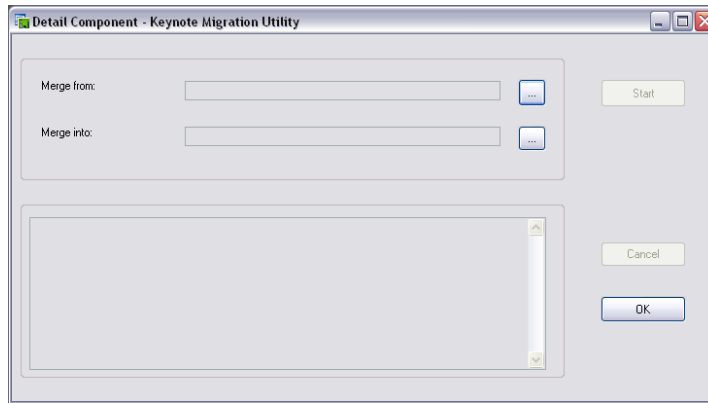 Detail Component - Keynote Migration Utility
Merge from:
...
Start
Merge into:
...
Cancel
OK